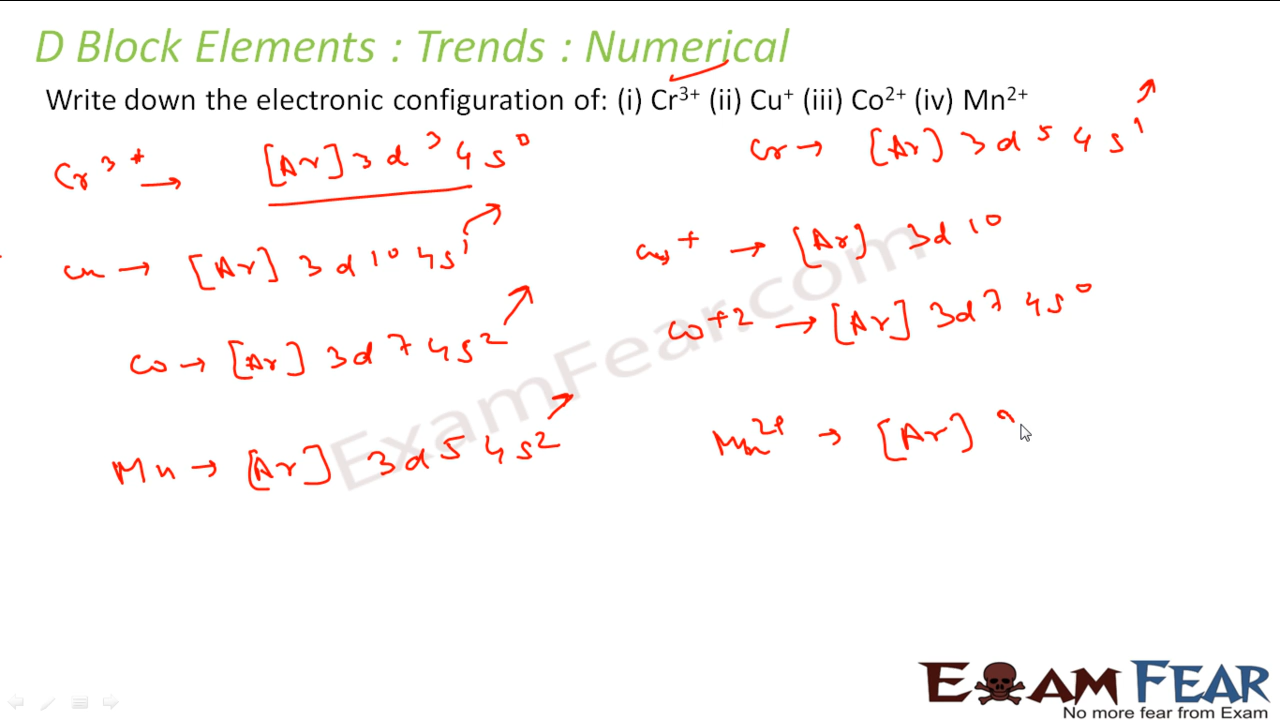 D Block Elements : Trends : Numerical
Write down the electronic configuration of: (i) Cr³⁺ (ii) Cu⁺ (iii) Co²⁺ (iv) Mn²⁺
Cr³⁺ → [Ar] 3d³ 4s⁰
Cr → [Ar] 3d⁵ 4s¹
Cu → [Ar] 3d10 4s¹
Cu⁺ → [Ar] 3d10
Co → [Ar] 3d7 4s²
Co+2 → [Ar] 3d7 4s⁰
Mn → [Ar] 3d5 4s²
Mn²⁺ → [Ar]
ExamFear.com
EXAM FEAR
No more fear from Exam